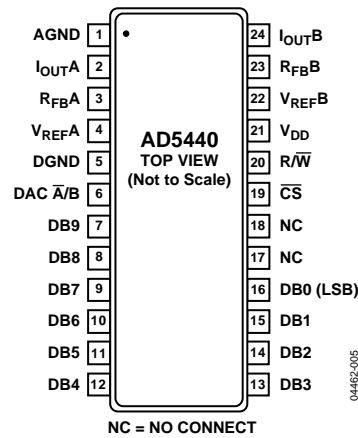 AGND 1
IOUTA 2
RFBA 3
VREFA 4
DGND 5
DAC A̅/B 6
DB9 7
DB8 8
DB7 9
DB6 10
DB5 11
DB4 12
AD5440
TOP VIEW
(Not to Scale)
24 IOUTB
23 RFBB
22 VREFB
21 VDD
20 R/W̅
19 C̅S̅
18 NC
17 NC
16 DB0 (LSB)
15 DB1
14 DB2
13 DB3
NC = NO CONNECT
04462-005